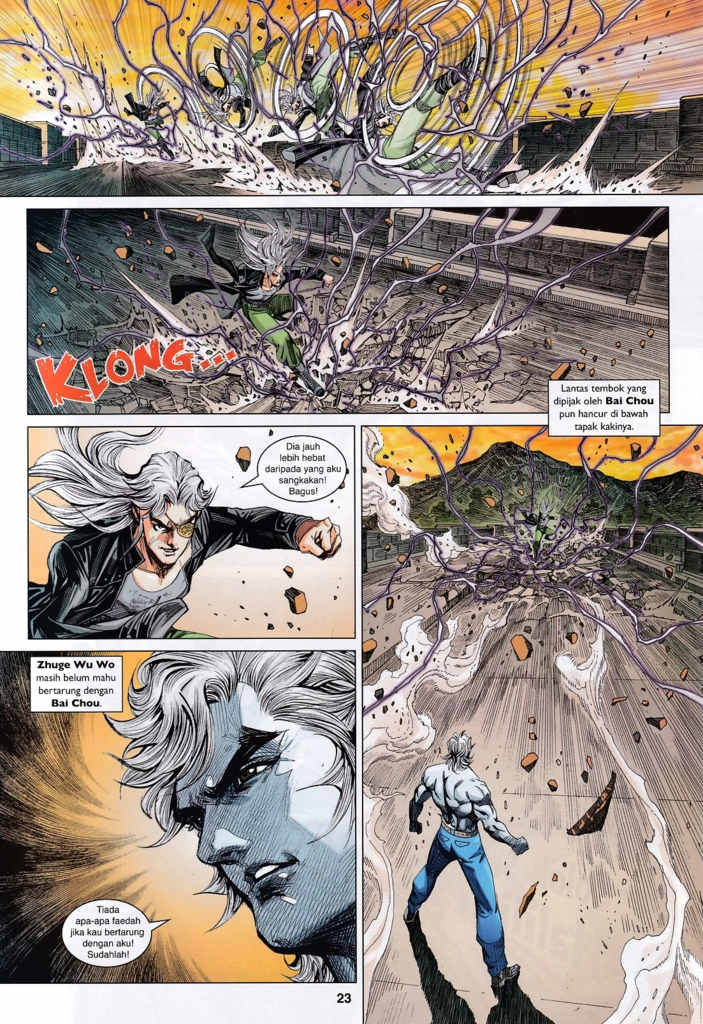 KLONG...
Lantas tembok yang
dipijak oleh Bai Chou
pun hancur di bawah
tapak kakinya.
Dia jauh
lebih hebat
daripada yang aku
sangkakan!
Bagus!
Zhuge Wu Wo
masih belum mahu
bertarung dengan
Bai Chou.
Tiada
apa-apa faedah
jika kau bertarung
dengan aku!
Sudahlah!
23